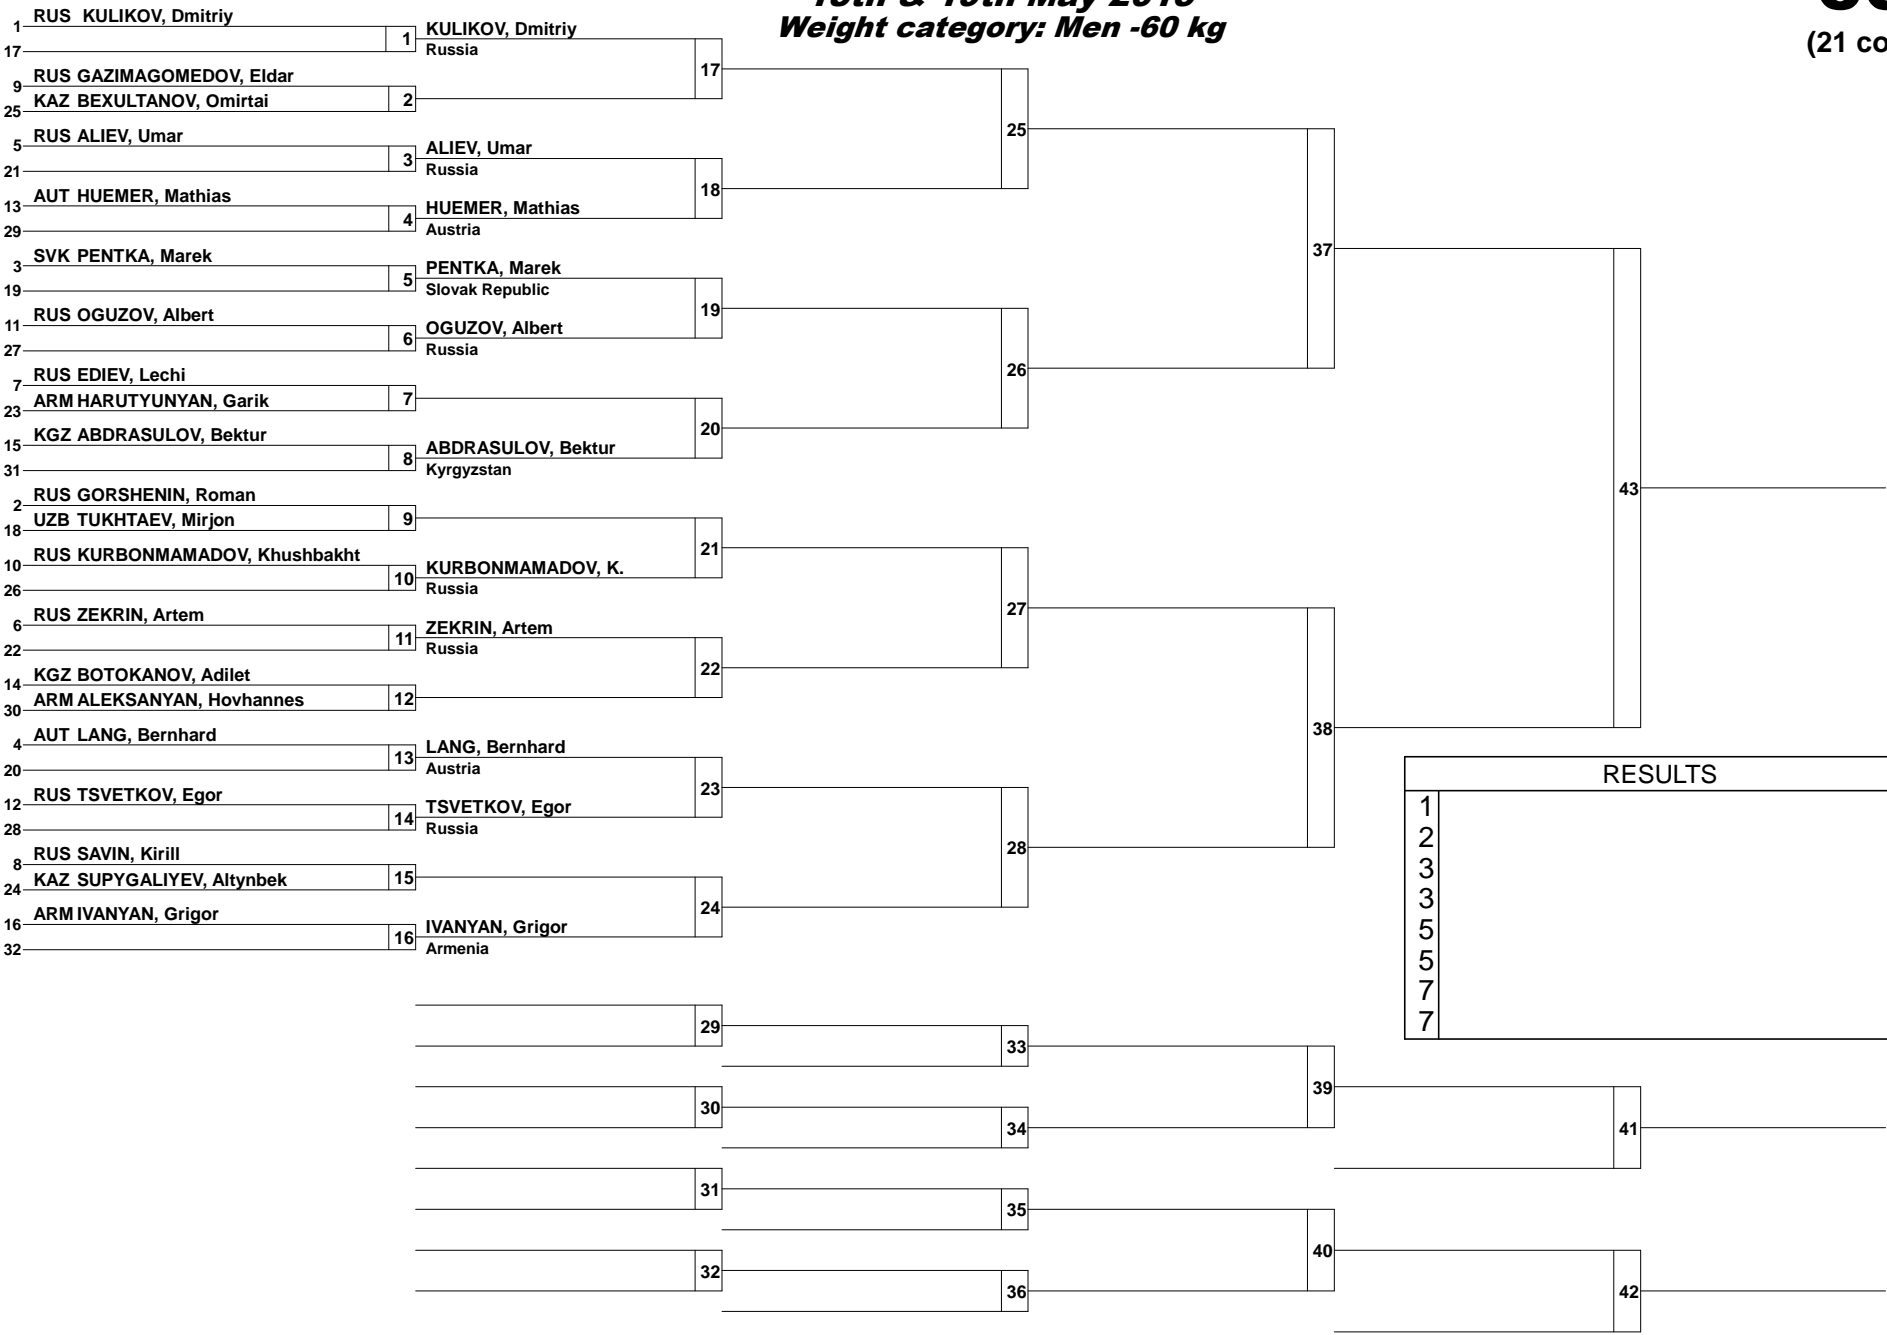 Weight category: Men -60 kg
(21 co
1 RUS KULIKOV, Dmitriy
17
1 KULIKOV, Dmitriy
Russia
9 RUS GAZIMAGOMEDOV, Eldar
25 KAZ BEXULTANOV, Omirtai
2
17
5 RUS ALIEV, Umar
21
3 ALIEV, Umar
Russia
13 AUT HUEMER, Mathias
29
4 HUEMER, Mathias
Austria
18
25
3 SVK PENTKA, Marek
19
5 PENTKA, Marek
Slovak Republic
11 RUS OGUZOV, Albert
27
6 OGUZOV, Albert
Russia
19
7 RUS EDIEV, Lechi
23 ARM HARUTYUNYAN, Garik
7
15 KGZ ABDRASULOV, Bektur
31
8 ABDRASULOV, Bektur
Kyrgyzstan
20
26
37
2 RUS GORSHENIN, Roman
18 UZB TUKHTAEV, Mirjon
9
10 RUS KURBONMAMADOV, Khushbakht
26
10 KURBONMAMADOV, K.
Russia
21
6 RUS ZEKRIN, Artem
22
11 ZEKRIN, Artem
Russia
14 KGZ BOTOKANOV, Adilet
30 ARM ALEKSANYAN, Hovhannes
12
22
27
4 AUT LANG, Bernhard
20
13 LANG, Bernhard
Austria
12 RUS TSVETKOV, Egor
28
14 TSVETKOV, Egor
Russia
23
8 RUS SAVIN, Kirill
24 KAZ SUPYGALIYEV, Altynbek
15
16 ARM IVANYAN, Grigor
32
16 IVANYAN, Grigor
Armenia
24
28
38
43
RESULTS
1
2
3
3
5
5
7
7
29
33
30
34
39
41
31
35
32
36
40
42